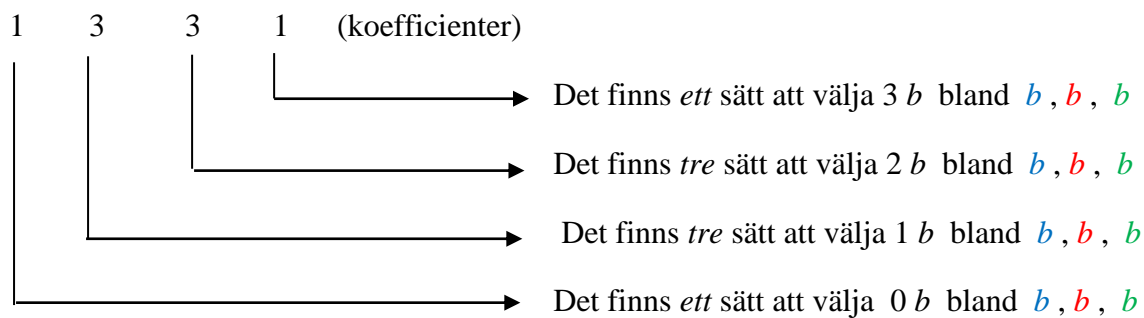 1 3 3 1 (koefficienter)
Det finns ett sätt att välja 3 b bland b , b , b
Det finns tre sätt att välja 2 b bland b , b , b
Det finns tre sätt att välja 1 b bland b , b , b
Det finns ett sätt att välja 0 b bland b , b , b